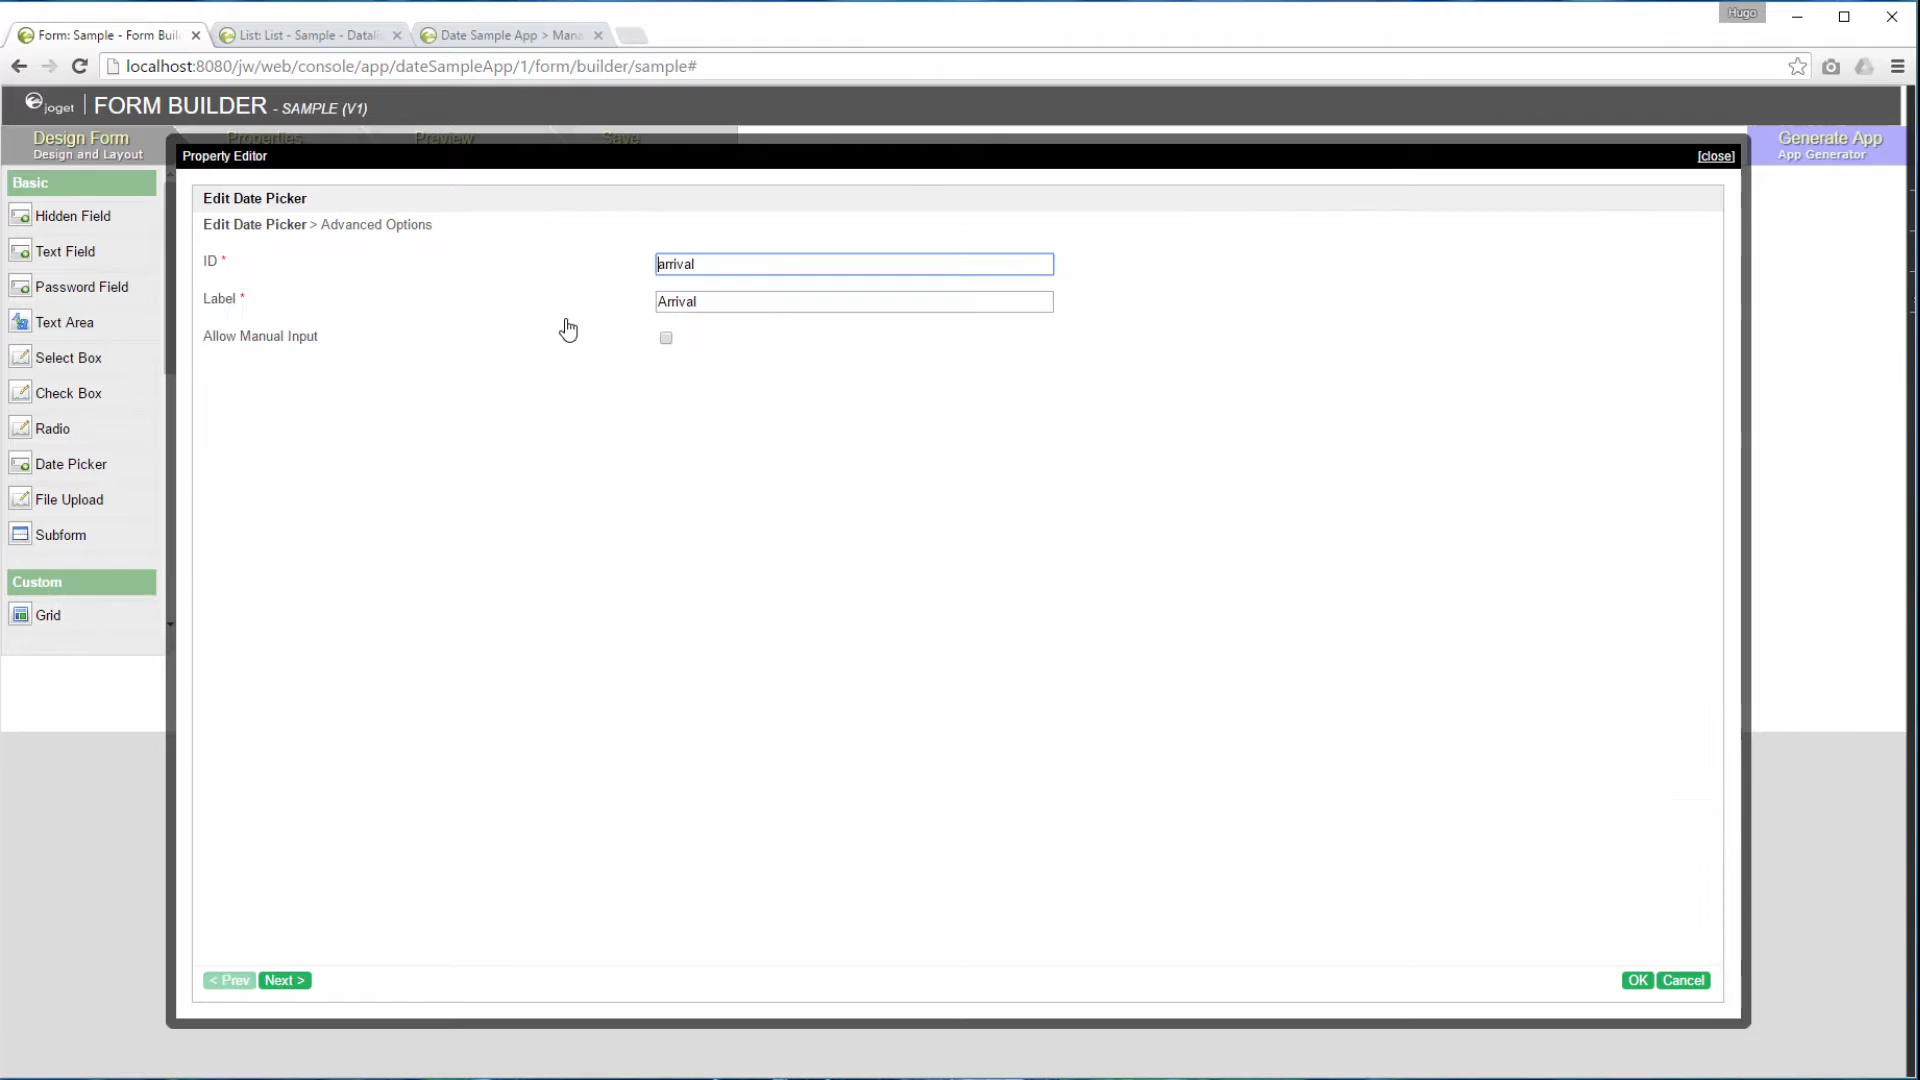 Hugo
Form: Sample - Form Buil
List: List - Sample - Datali
Date Sample App > Mana
localhost:8080/jw/web/console/app/dateSampleApp/1/form/builder/sample#
joget
FORM BUILDER - SAMPLE (V1)
Design Form
Design and Layout
Properties
Preview
Save
Generate App
App Generator
Property Editor
[close]
Basic
Hidden Field
Text Field
Password Field
Text Area
Select Box
Check Box
Radio
Date Picker
File Upload
Subform
Custom
Grid
Edit Date Picker
Edit Date Picker > Advanced Options
ID *
arrival
Label *
Arrival
Allow Manual Input
< Prev
Next >
OK
Cancel